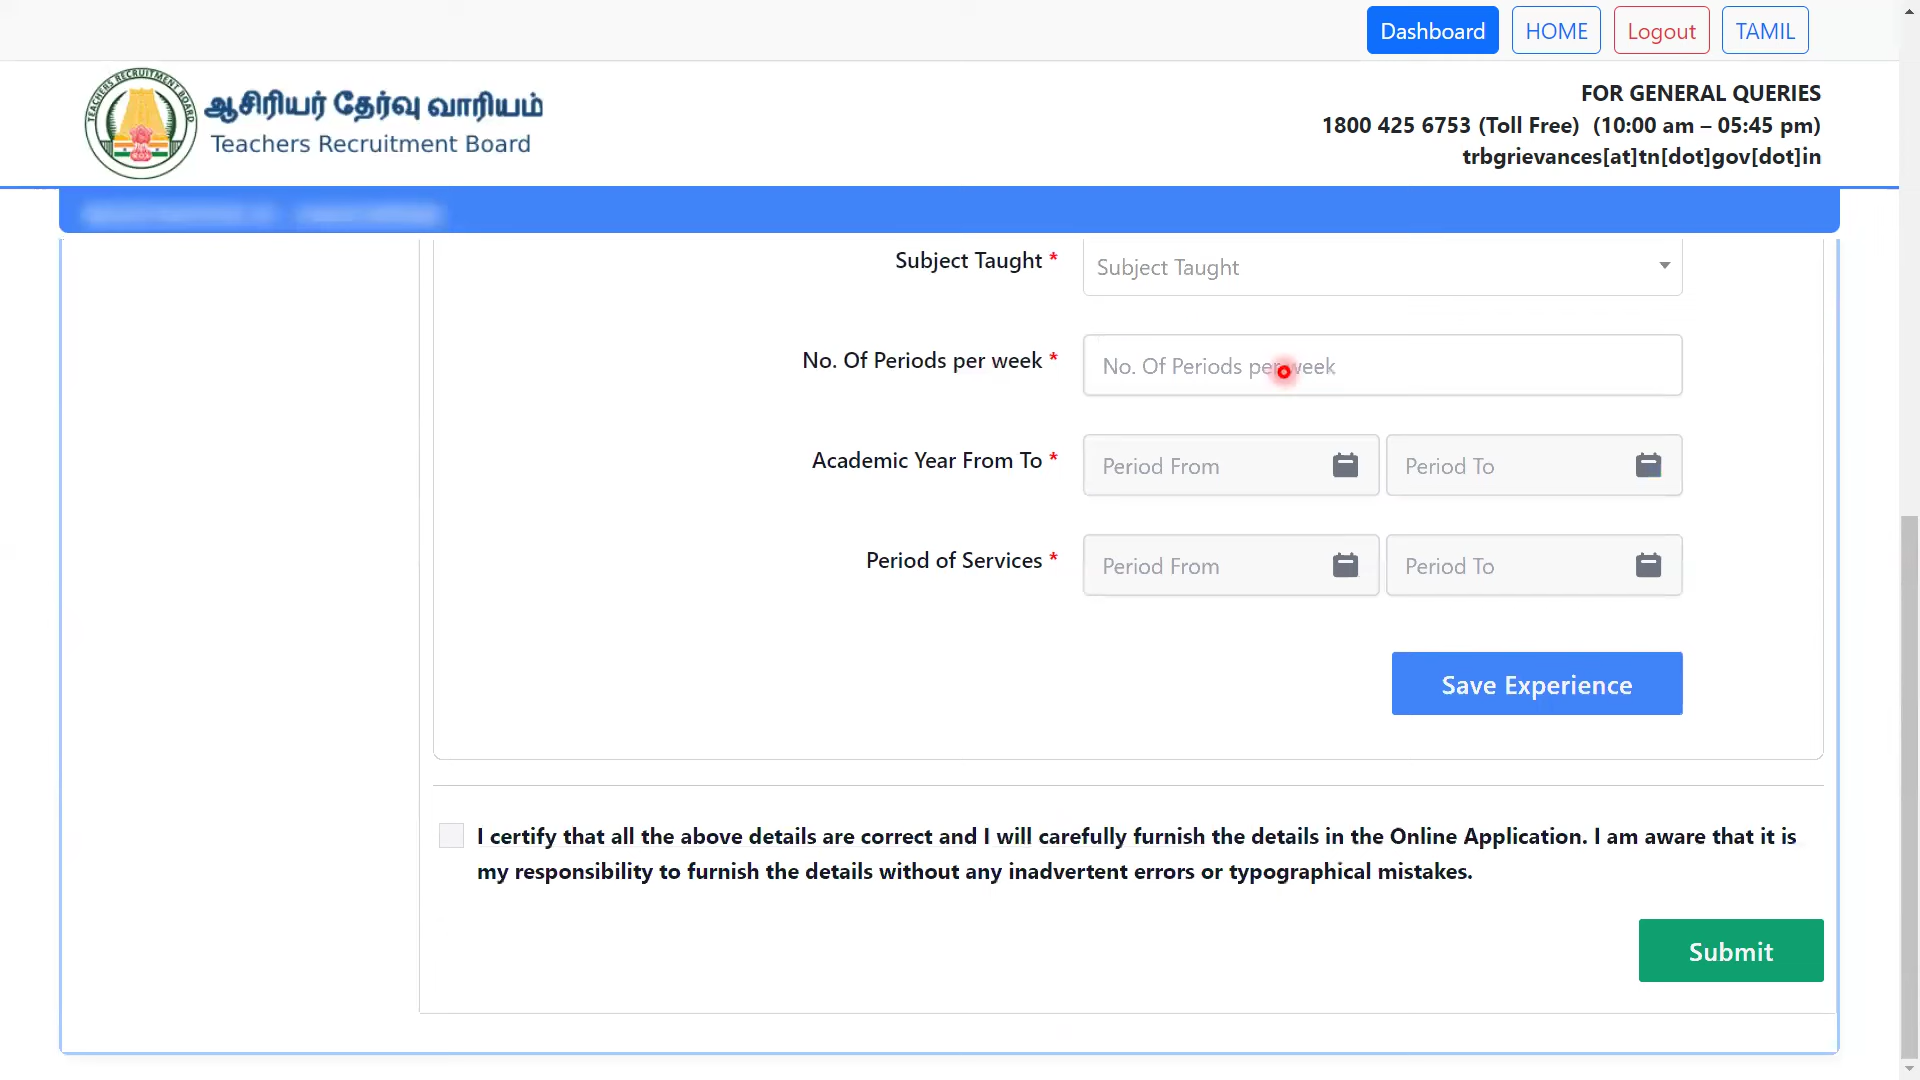 Dashboard HOME Logout TAMIL
TEACHERS RECRUITMENT BOARD
ஆசிரியர் தேர்வு வாரியம்
Teachers Recruitment Board
FOR GENERAL QUERIES
1800 425 6753 (Toll Free) (10:00 am – 05:45 pm)
trbgrievances[at]tn[dot]gov[dot]in
Subject Taught * Subject Taught
No. Of Periods per week * No. Of Periods per week
Academic Year From To * Period From Period To
Period of Services * Period From Period To
Save Experience
I certify that all the above details are correct and I will carefully furnish the details in the Online Application. I am aware that it is
my responsibility to furnish the details without any inadvertent errors or typographical mistakes.
Submit